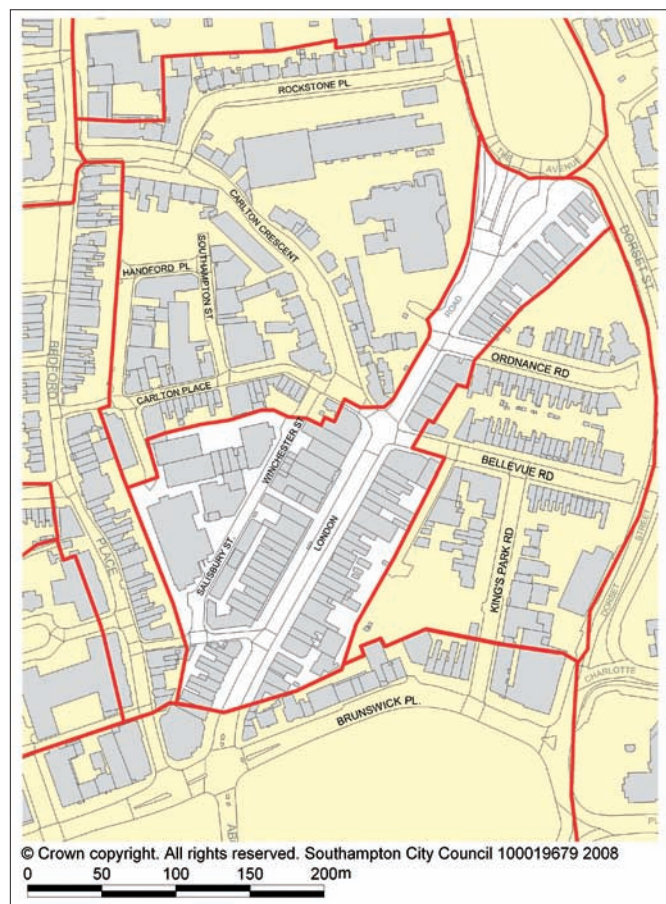 ROCKSTONE PL.
THE
AVENUE
CARLTON CRESCENT
DORSET ST.
SOUTHAMPTON ST.
HANDFORD PL.
ROAD
BEDFORD
ORDNANCE RD
CARLTON PLACE
WINCHESTER ST.
BELLEVUE RD
LONDON
SALISBURY ST.
KING'S PARK RD
PLACE
STREET
DORSET
CHARLOTTE
BRUNSWICK PL.
© Crown copyright. All rights reserved. Southampton City Council 100019679 2008
0 50 100 150 200m